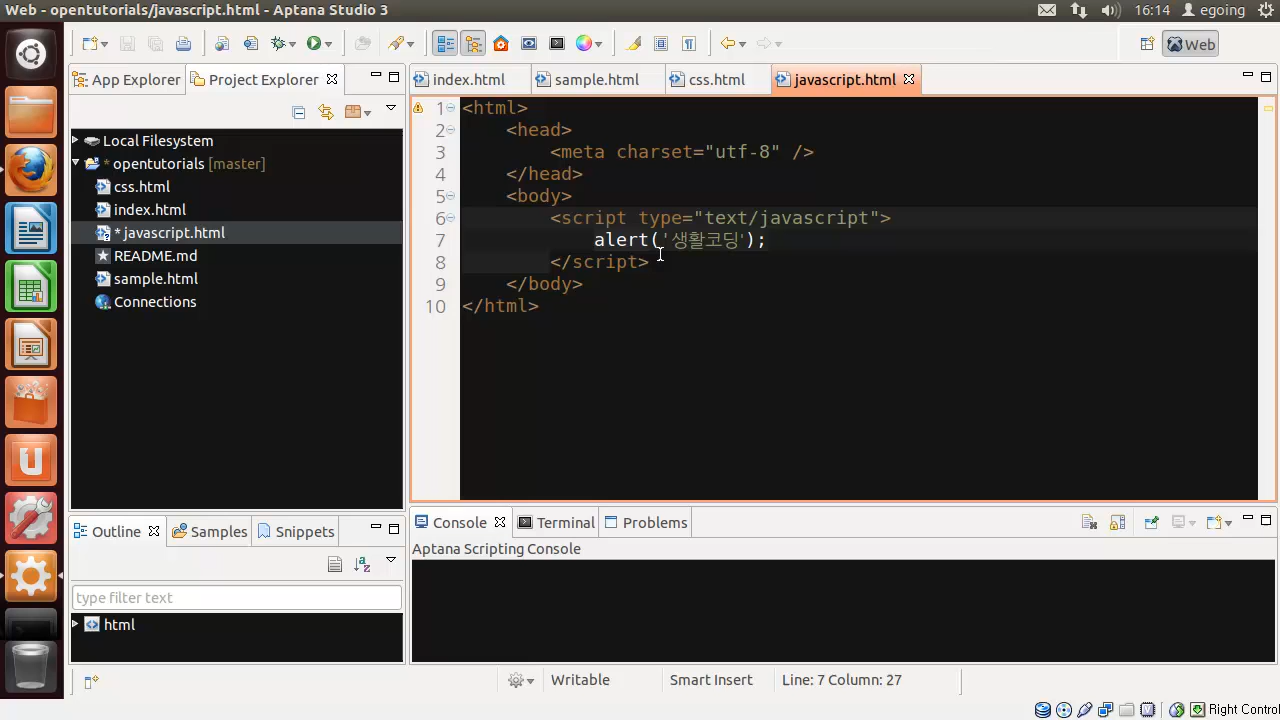 Web - opentutorials/javascript.html - Aptana Studio 3
16:14
egoing
Web
App Explorer
Project Explorer
index.html
sample.html
css.html
javascript.html
Local Filesystem
* opentutorials [master]
css.html
index.html
* javascript.html
README.md
sample.html
Connections
1 <html>
2 <head>
3 <meta charset="utf-8" />
4 </head>
5 <body>
6 <script type="text/javascript">
7 alert('생활코딩');
8 </script>
9 </body>
10 </html>
Outline
Samples
Snippets
type filter text
html
Console
Terminal
Problems
Aptana Scripting Console
Writable
Smart Insert
Line: 7 Column: 27
Right Control